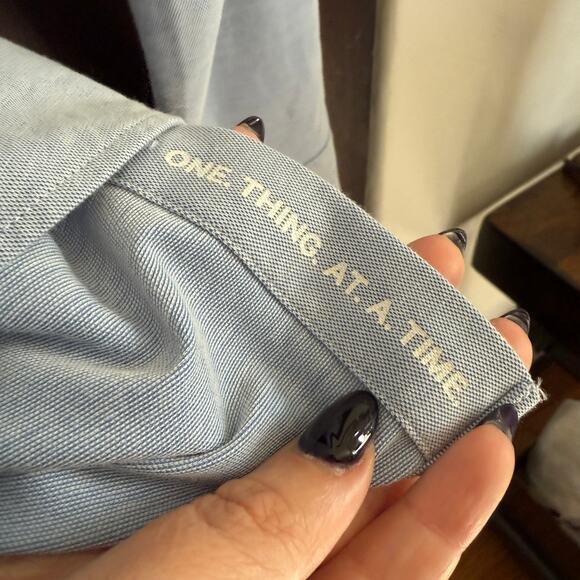 ONE. THING. AT. A. TIME.